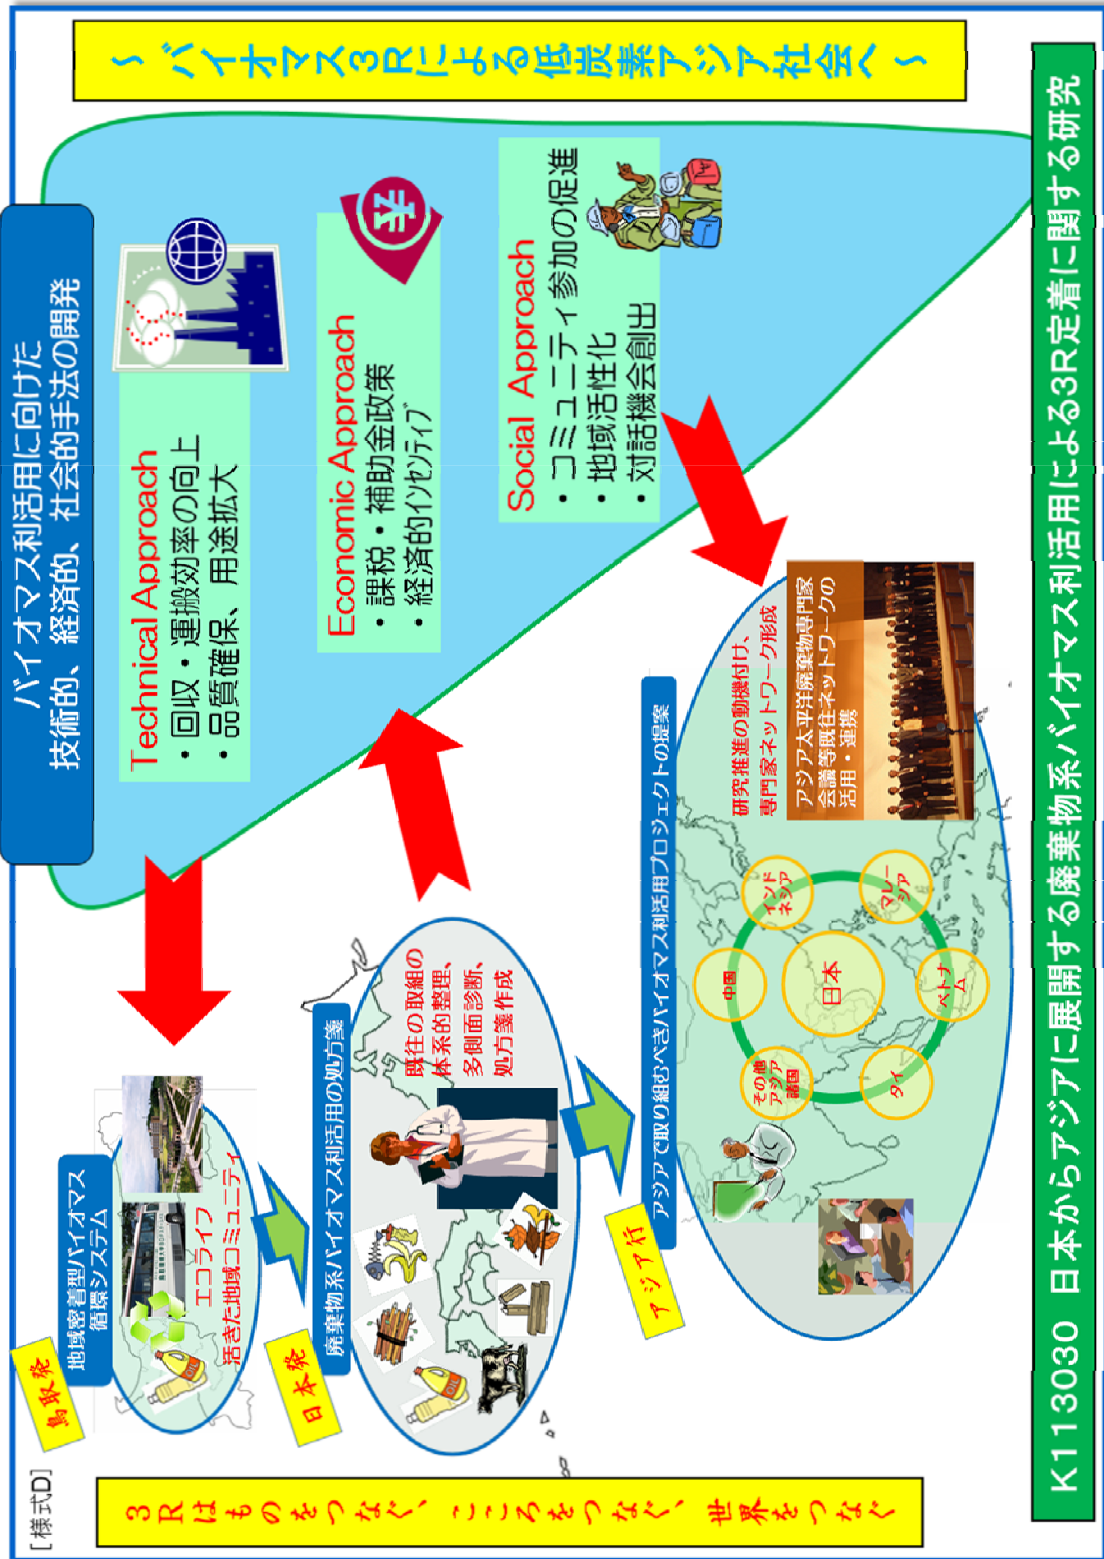 [様式D]
3Rはものをつなぐ、こころをつなぐ、世界をつなぐ
鳥取発
地域密着型バイオマス
循環システム
エコライフ
活きた地域コミュニティ
日本発
廃棄物系バイオマス利活用の処方箋
OIL
既往の取組の
体系的整理、
多側面診断、
処方箋作成
アジア行
アジアで取り組むべきバイオマス利活用プロジェクトの提案
日本
中国
インド
ネシア
マレー
シア
ベトナ
ム
タイ
その他
アジア
諸国
研究推進の動機付け、
専門家ネットワーク形成
アジア太平洋廃棄物専門家
会議等既往ネットワークの
活用・連携
バイオマス利活用に向けた
技術的、経済的、社会的手法の開発
Technical Approach
・回収・運搬効率の向上
・品質確保、用途拡大
Economic Approach
・課税・補助金政策
・経済的インセンティブ
¥
Social Approach
・コミュニティ参加の促進
・地域活性化
・対話機会創出
～ バイオマス3Rによる低炭素アジア社会へ ～
K113030 日本からアジアに展開する廃棄物系バイオマス利活用による3R定着に関する研究